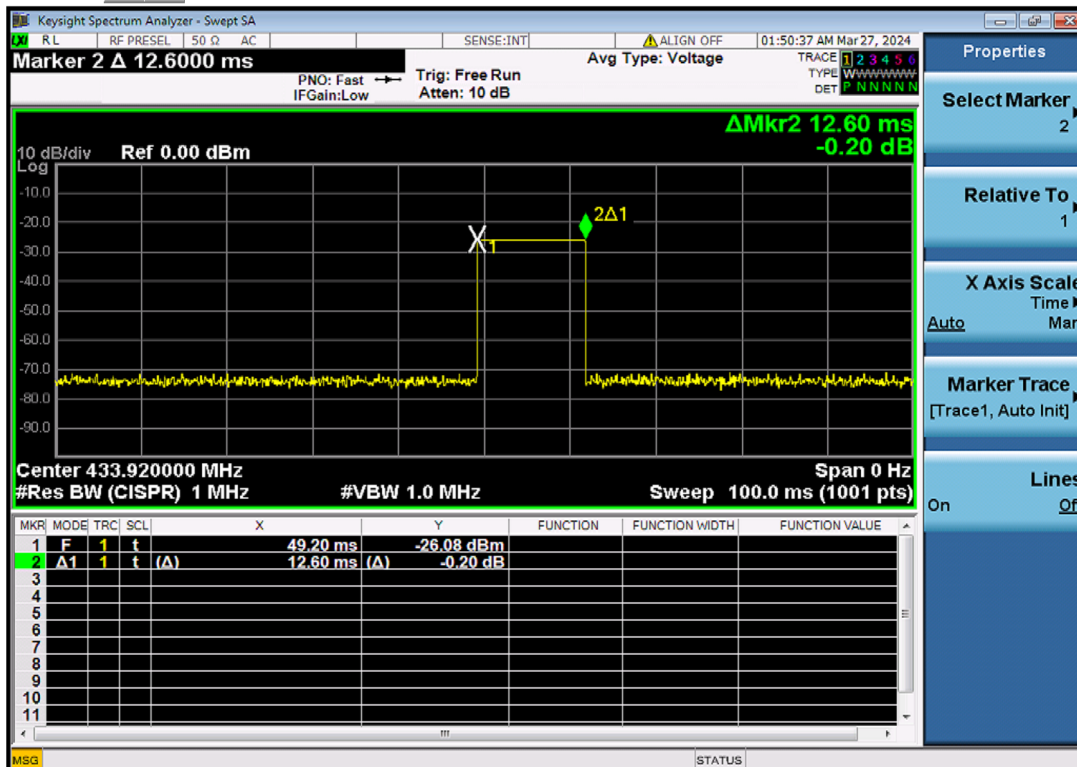 Keysight Spectrum Analyzer - Swept SA
LXI RL RF PRESEL 50 Ω AC SENSE:INT ALIGN OFF 01:50:37 AM Mar 27, 2024
Marker 2 Δ 12.6000 ms
PNO: Fast
IFGain:Low
Trig: Free Run
Atten: 10 dB
Avg Type: Voltage
TRACE 1 2 3 4 5 6
TYPE WWWWWW
DET P N N N N N
ΔMkr2 12.60 ms
-0.20 dB
10 dB/div Ref 0.00 dBm
Log
-10.0
-20.0
-30.0
-40.0
-50.0
-60.0
-70.0
-80.0
-90.0
X 1
2Δ1
Center 433.920000 MHz Span 0 Hz
#Res BW (CISPR) 1 MHz #VBW 1.0 MHz Sweep 100.0 ms (1001 pts)
MKR MODE TRC SCL X Y FUNCTION FUNCTION WIDTH FUNCTION VALUE
1 F 1 t 49.20 ms -26.08 dBm
2 Δ1 1 t (Δ) 12.60 ms (Δ) -0.20 dB
3
4
5
6
7
8
9
10
11
MSG STATUS
Properties
Select Marker
2
Relative To
1
X Axis Scale
Time
Auto Man
Marker Trace
[Trace1, Auto Init]
Lines
On Off